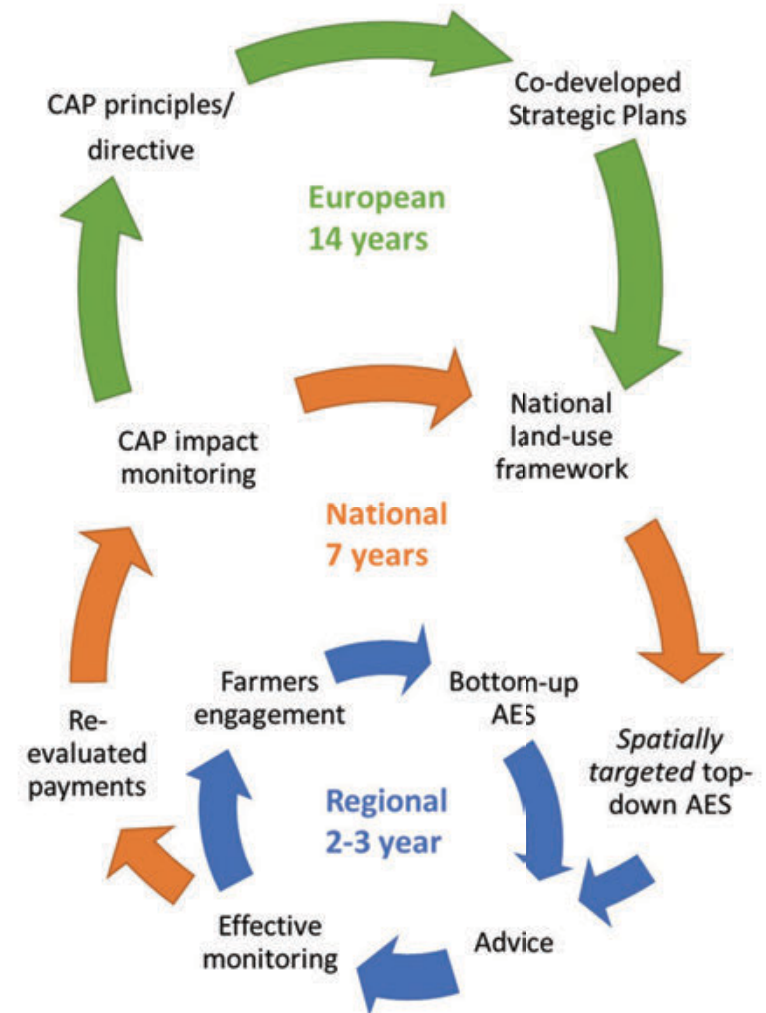 CAP principles/
directive
Co-developed
Strategic Plans
European
14 years
CAP impact
monitoring
National
land-use
framework
National
7 years
Farmers
engagement
Bottom-up
AES
Re-
evaluated
payments
Spatially
targeted top-
down AES
Regional
2-3 year
Effective
monitoring
Advice